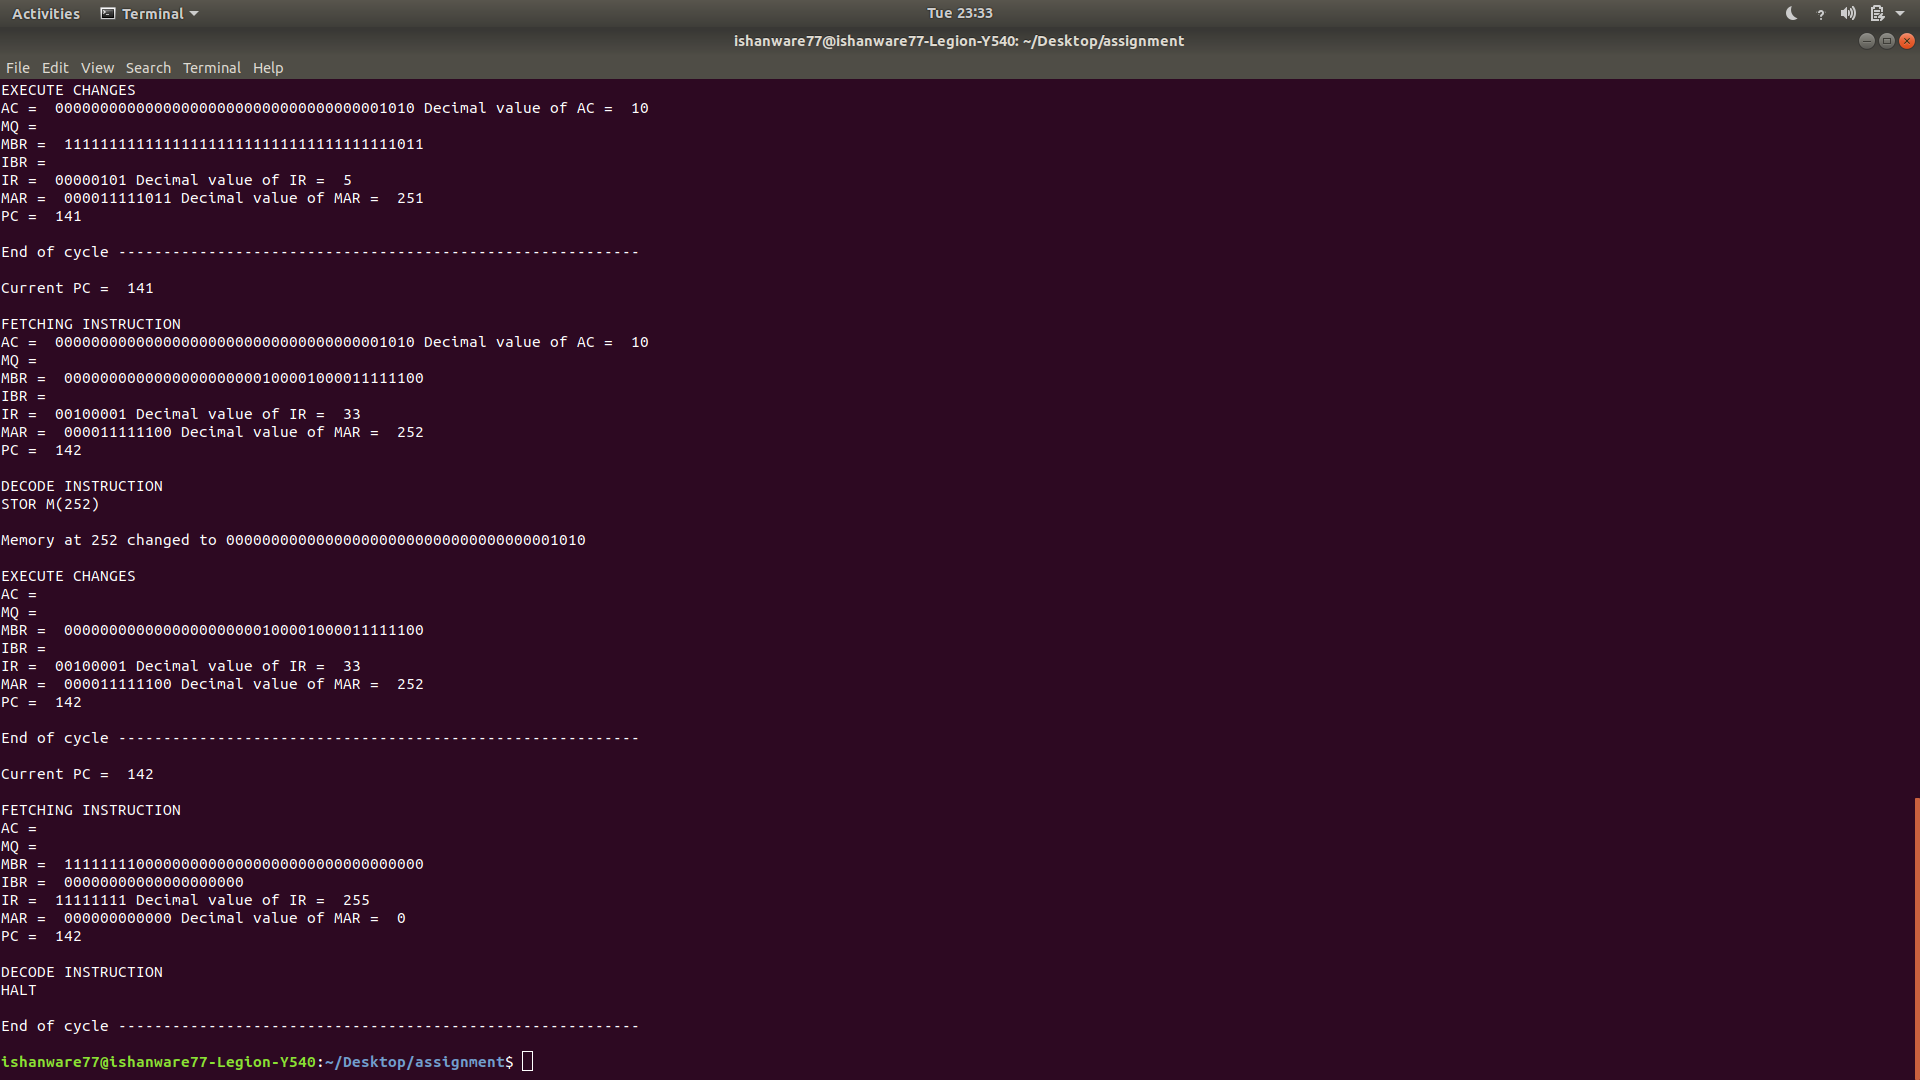 Activities Terminal Tue 23:33
ishanware77@ishanware77-Legion-Y540: ~/Desktop/assignment
File Edit View Search Terminal Help
EXECUTE CHANGES
AC =  0000000000000000000000000000000000001010 Decimal value of AC =  10
MQ =
MBR =  1111111111111111111111111111111111111011
IBR =
IR =  00000101 Decimal value of IR =  5
MAR =  000011111011 Decimal value of MAR =  251
PC =  141
End of cycle ----------------------------------------------------------
Current PC =  141
FETCHING INSTRUCTION
AC =  0000000000000000000000000000000000001010 Decimal value of AC =  10
MQ =
MBR =  0000000000000000000000100001000011111100
IBR =
IR =  00100001 Decimal value of IR =  33
MAR =  000011111100 Decimal value of MAR =  252
PC =  142
DECODE INSTRUCTION
STOR M(252)
Memory at 252 changed to 0000000000000000000000000000000000001010
EXECUTE CHANGES
AC =
MQ =
MBR =  0000000000000000000000100001000011111100
IBR =
IR =  00100001 Decimal value of IR =  33
MAR =  000011111100 Decimal value of MAR =  252
PC =  142
End of cycle ----------------------------------------------------------
Current PC =  142
FETCHING INSTRUCTION
AC =
MQ =
MBR =  1111111100000000000000000000000000000000
IBR =  00000000000000000000
IR =  11111111 Decimal value of IR =  255
MAR =  000000000000 Decimal value of MAR =  0
PC =  142
DECODE INSTRUCTION
HALT
End of cycle ----------------------------------------------------------
ishanware77@ishanware77-Legion-Y540:~/Desktop/assignment$